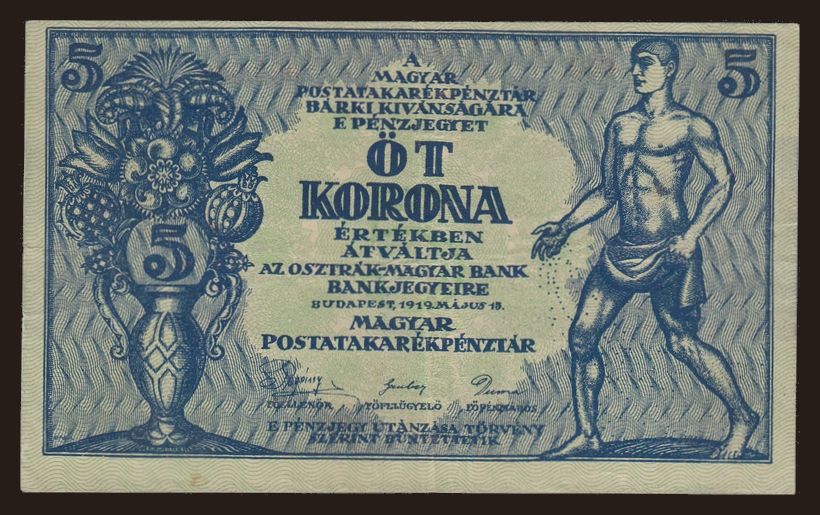 5
5
A
MAGYAR
POSTATAKARÉKPÉNZTÁR
BÁRKI KIVÁNSÁGÁRA
E PÉNZJEGYET
ÖT
KORONA
ÉRTÉKBEN
ÁTVÁLTJA
AZ OSZTRÁK-MAGYAR BANK
BANKJEGYEIRE
BUDAPEST, 1919. MÁJUS 15.
MAGYAR
POSTATAKARÉKPÉNZTÁR
5
FŐELLENŐR FŐFELÜGYELŐ FŐPÉNZTÁROS
E PÉNZJEGY UTÁNZÁSA TÖRVÉNY
SZERINT BÜNTETTETIK